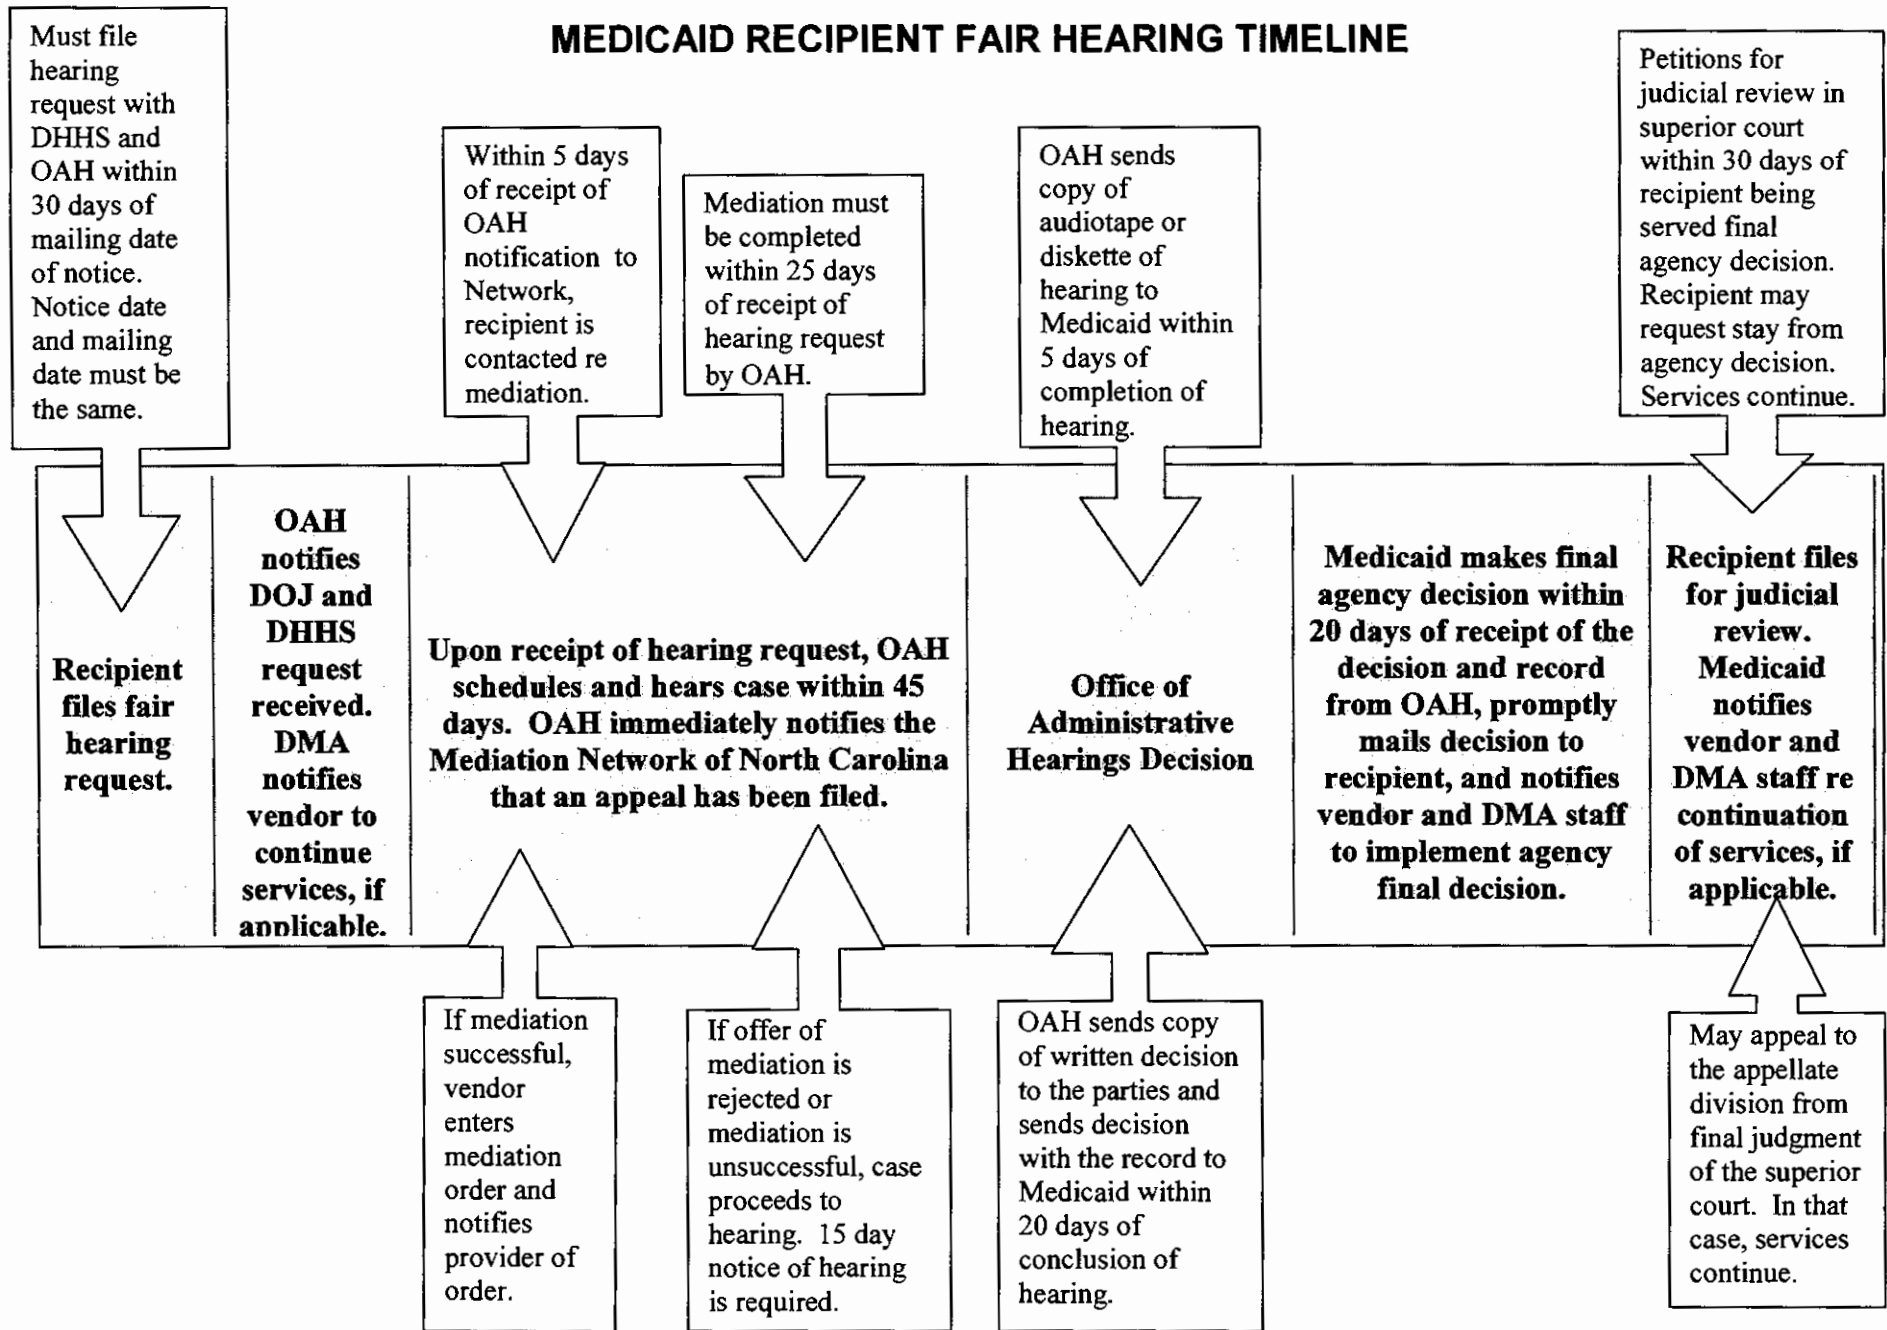 MEDICAID RECIPIENT FAIR HEARING TIMELINE
Must file
hearing
request with
DHHS and
OAH within
30 days of
mailing date
of notice.
Notice date
and mailing
date must be
the same.
Within 5 days
of receipt of
OAH
notification to
Network,
recipient is
contacted re
mediation.
Mediation must
be completed
within 25 days
of receipt of
hearing request
by OAH.
OAH sends
copy of
audiotape or
diskette of
hearing to
Medicaid within
5 days of
completion of
hearing.
Petitions for
judicial review in
superior court
within 30 days of
recipient being
served final
agency decision.
Recipient may
request stay from
agency decision.
Services continue.
Recipient
files fair
hearing
request.
OAH
notifies
DOJ and
DHHS
request
received.
DMA
notifies
vendor to
continue
services, if
applicable.
Upon receipt of hearing request, OAH
schedules and hears case within 45
days. OAH immediately notifies the
Mediation Network of North Carolina
that an appeal has been filed.
Office of
Administrative
Hearings Decision
Medicaid makes final
agency decision within
20 days of receipt of the
decision and record
from OAH, promptly
mails decision to
recipient, and notifies
vendor and DMA staff
to implement agency
final decision.
Recipient files
for judicial
review.
Medicaid
notifies
vendor and
DMA staff re
continuation
of services, if
applicable.
If mediation
successful,
vendor
enters
mediation
order and
notifies
provider of
order.
If offer of
mediation is
rejected or
mediation is
unsuccessful, case
proceeds to
hearing. 15 day
notice of hearing
is required.
OAH sends copy
of written decision
to the parties and
sends decision
with the record to
Medicaid within
20 days of
conclusion of
hearing.
May appeal to
the appellate
division from
final judgment
of the superior
court. In that
case, services
continue.